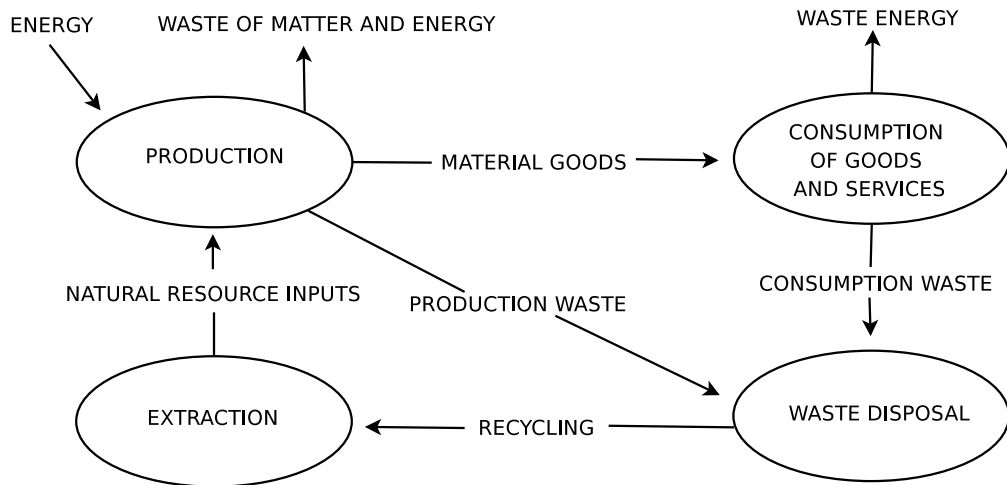 ENERGY
WASTE OF MATTER AND ENERGY
WASTE ENERGY
PRODUCTION
MATERIAL GOODS
CONSUMPTION
OF GOODS
AND SERVICES
NATURAL RESOURCE INPUTS
PRODUCTION WASTE
CONSUMPTION WASTE
EXTRACTION
RECYCLING
WASTE DISPOSAL